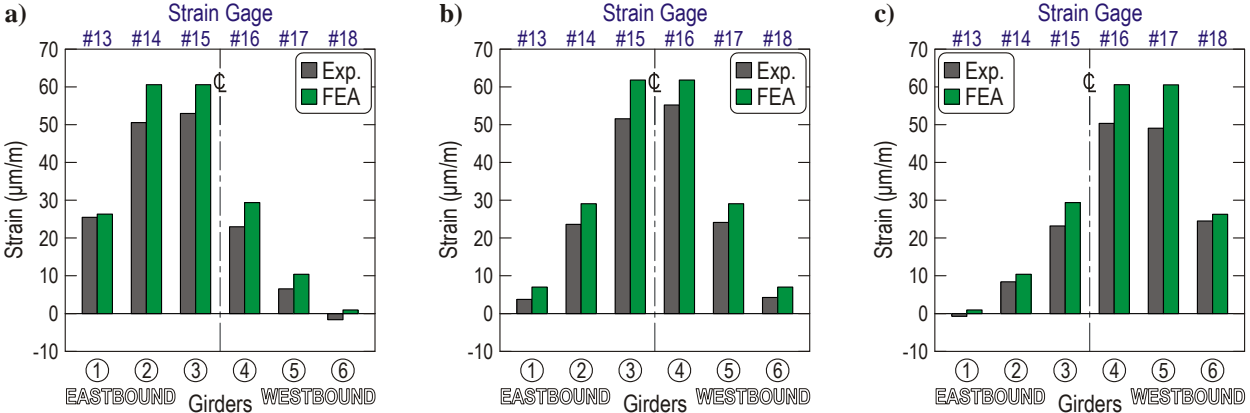 a)
Strain Gage
#13 #14 #15 #16 #17 #18
70
60
50
40
30
20
10
0
-10
Strain (µm/m)
Exp.
FEA
℄
1 2 3 4 5 6
EASTBOUND Girders WESTBOUND
b)
Strain Gage
#13 #14 #15 #16 #17 #18
70
60
50
40
30
20
10
0
-10
Strain (µm/m)
Exp.
FEA
℄
1 2 3 4 5 6
EASTBOUND Girders WESTBOUND
c)
Strain Gage
#13 #14 #15 #16 #17 #18
70
60
50
40
30
20
10
0
-10
Strain (µm/m)
Exp.
FEA
℄
1 2 3 4 5 6
EASTBOUND Girders WESTBOUND